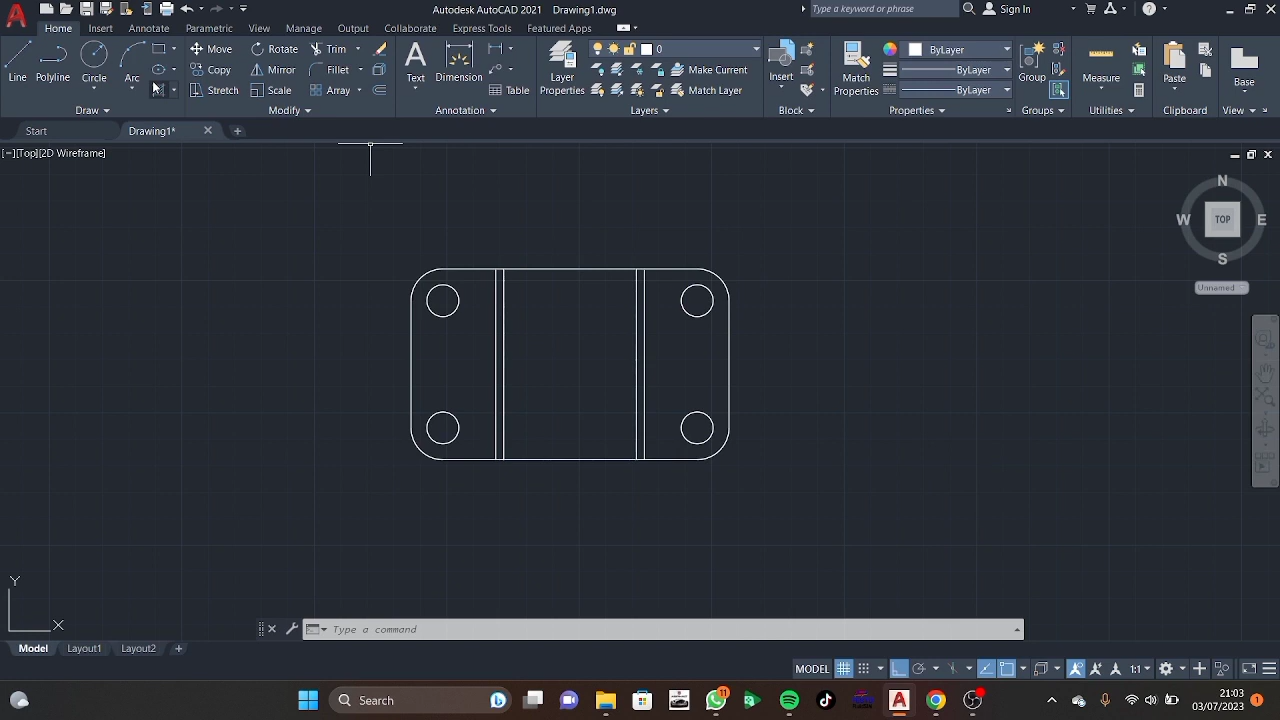 Autodesk AutoCAD 2021 Drawing1.dwg
Type a keyword or phrase
Sign In
Home Insert Annotate Parametric View Manage Output Collaborate Express Tools Featured Apps
Line Polyline Circle Arc
Move Rotate Trim
Copy Mirror Fillet
Stretch Scale Array
Text Dimension Table
Layer Properties
0
Make Current
Match Layer
Insert
Match Properties
ByLayer
ByLayer
ByLayer
Group
Measure
Paste
Base
Draw Modify Annotation Layers Block Properties Groups Utilities Clipboard View
Start Drawing1*
[−][Top][2D Wireframe]
N
W TOP E
S
Unnamed
Y
X
Type a command
Model Layout1 Layout2
MODEL 1:1
Search
11
21:03
03/07/2023